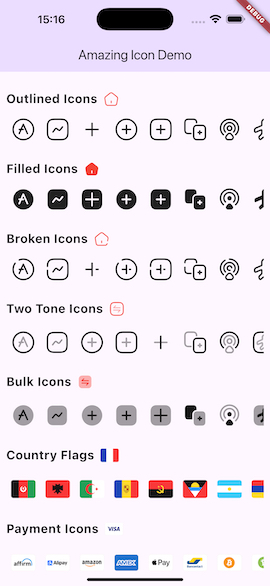 15:16
DEBUG
Amazing Icon Demo
Outlined Icons
Filled Icons
Broken Icons
Two Tone Icons
Bulk Icons
Country Flags
Payment Icons VISA
affirm Alipay amazon AMEX Pay Bancontact